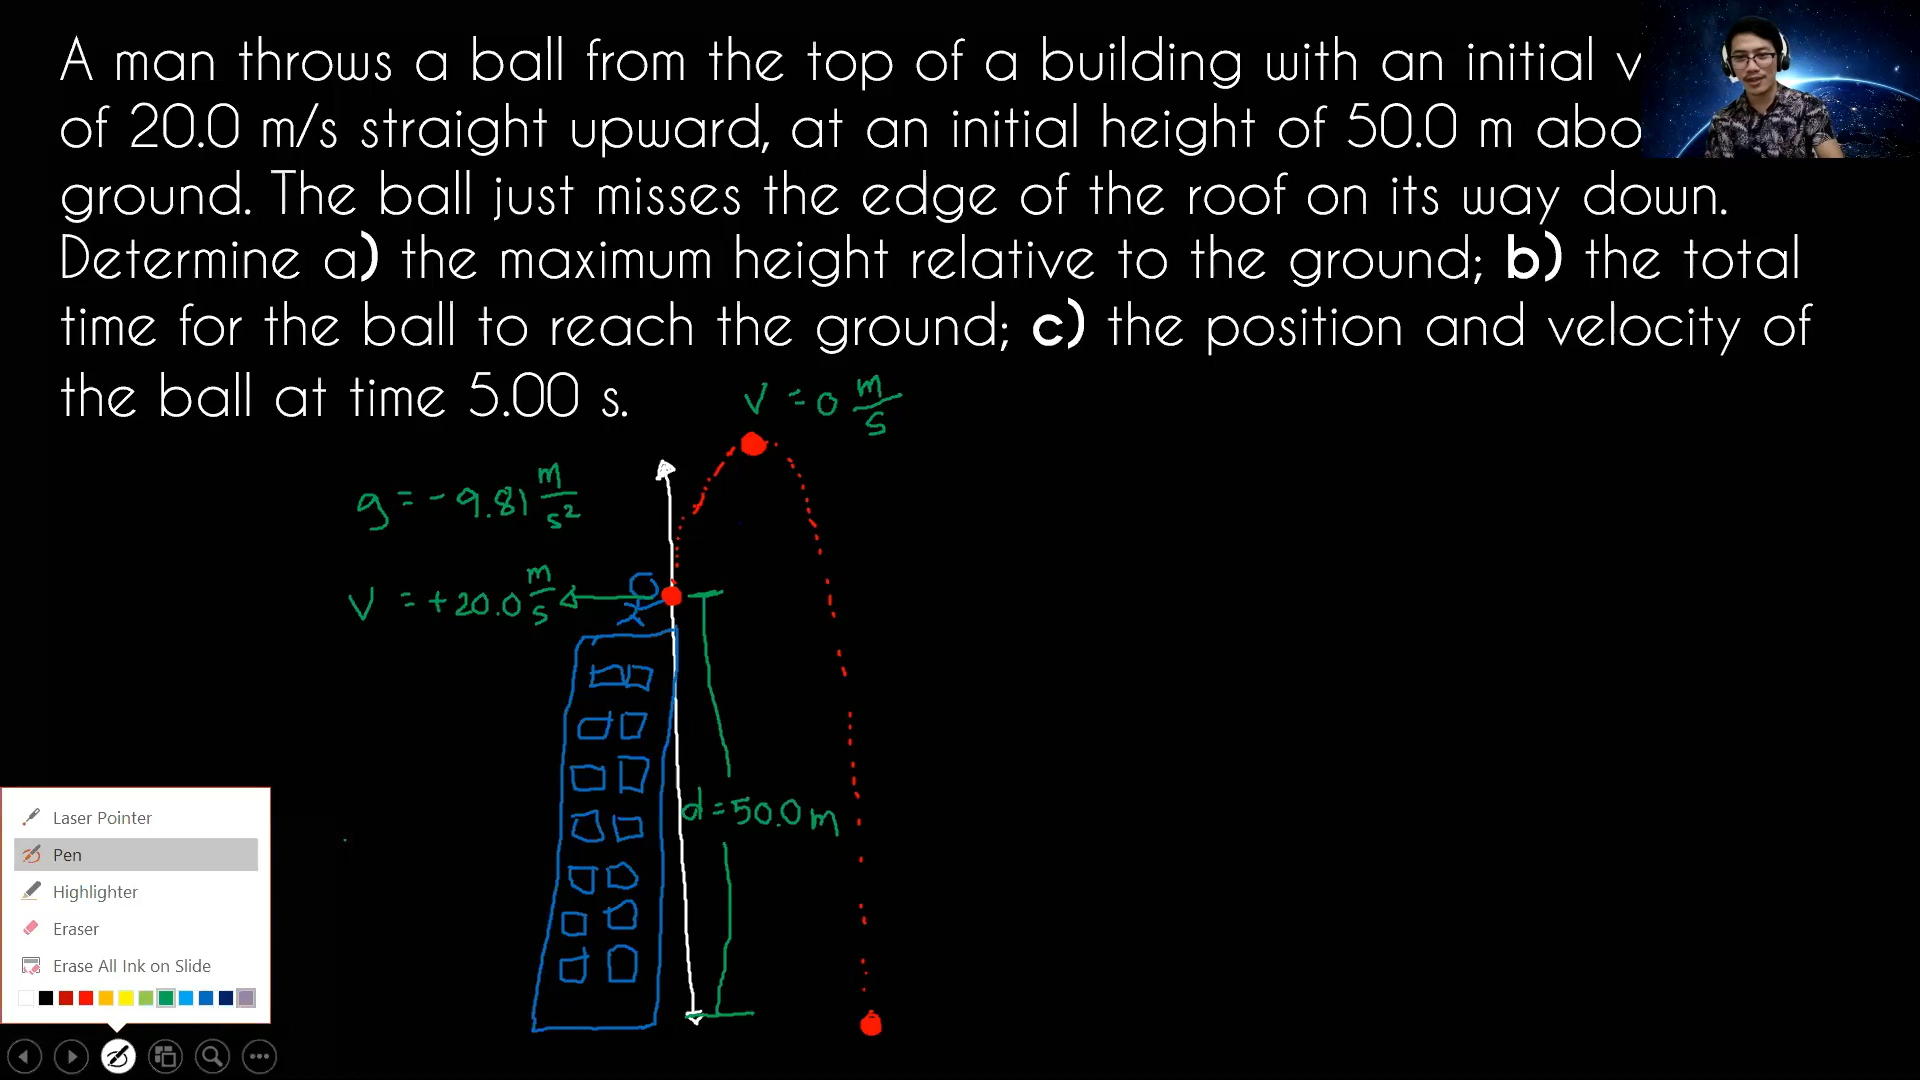 A man throws a ball from the top of a building with an initial v
of 20.0 m/s straight upward, at an initial height of 50.0 m abo
ground. The ball just misses the edge of the roof on its way down.
Determine a) the maximum height relative to the ground; b) the total
time for the ball to reach the ground; c) the position and velocity of
the ball at time 5.00 s.
V = 0 m/s
g = -9.81 m/s²
V = +20.0 m/s
d = 50.0 m
Laser Pointer
Pen
Highlighter
Eraser
Erase All Ink on Slide